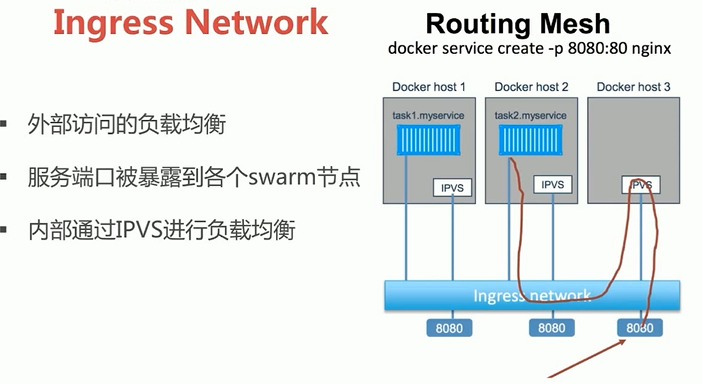 Ingress Network
外部访问的负载均衡
服务端口被暴露到各个swarm节点
内部通过IPVS进行负载均衡
Routing Mesh
docker service create -p 8080:80 nginx
Docker host 1
Docker host 2
Docker host 3
task1.myservice
task2.myservice
IPVS
IPVS
IPVS
Ingress network
8080
8080
8080